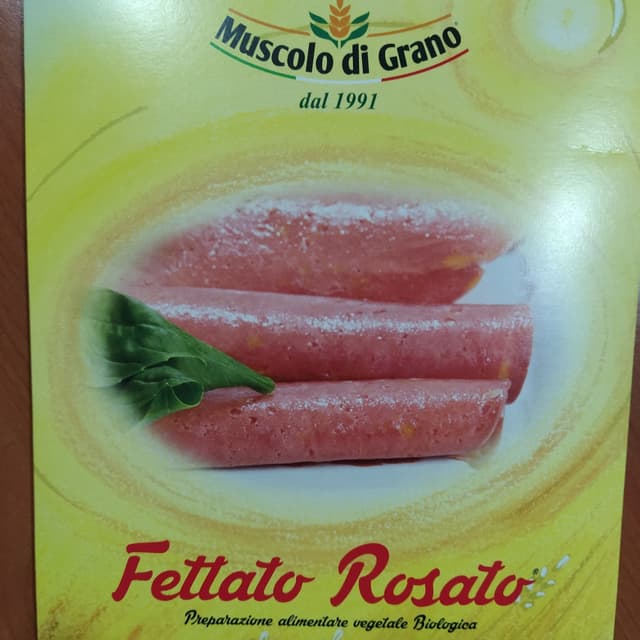 Muscolo di Grano®
dal 1991
Fettato Rosato®
Preparazione alimentare vegetale Biologica